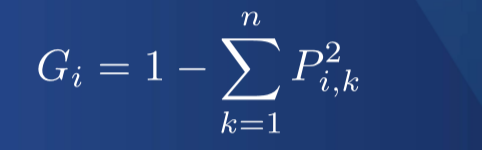 G_i = 1 - \sum_{k=1}^{n} P_{i,k}^2